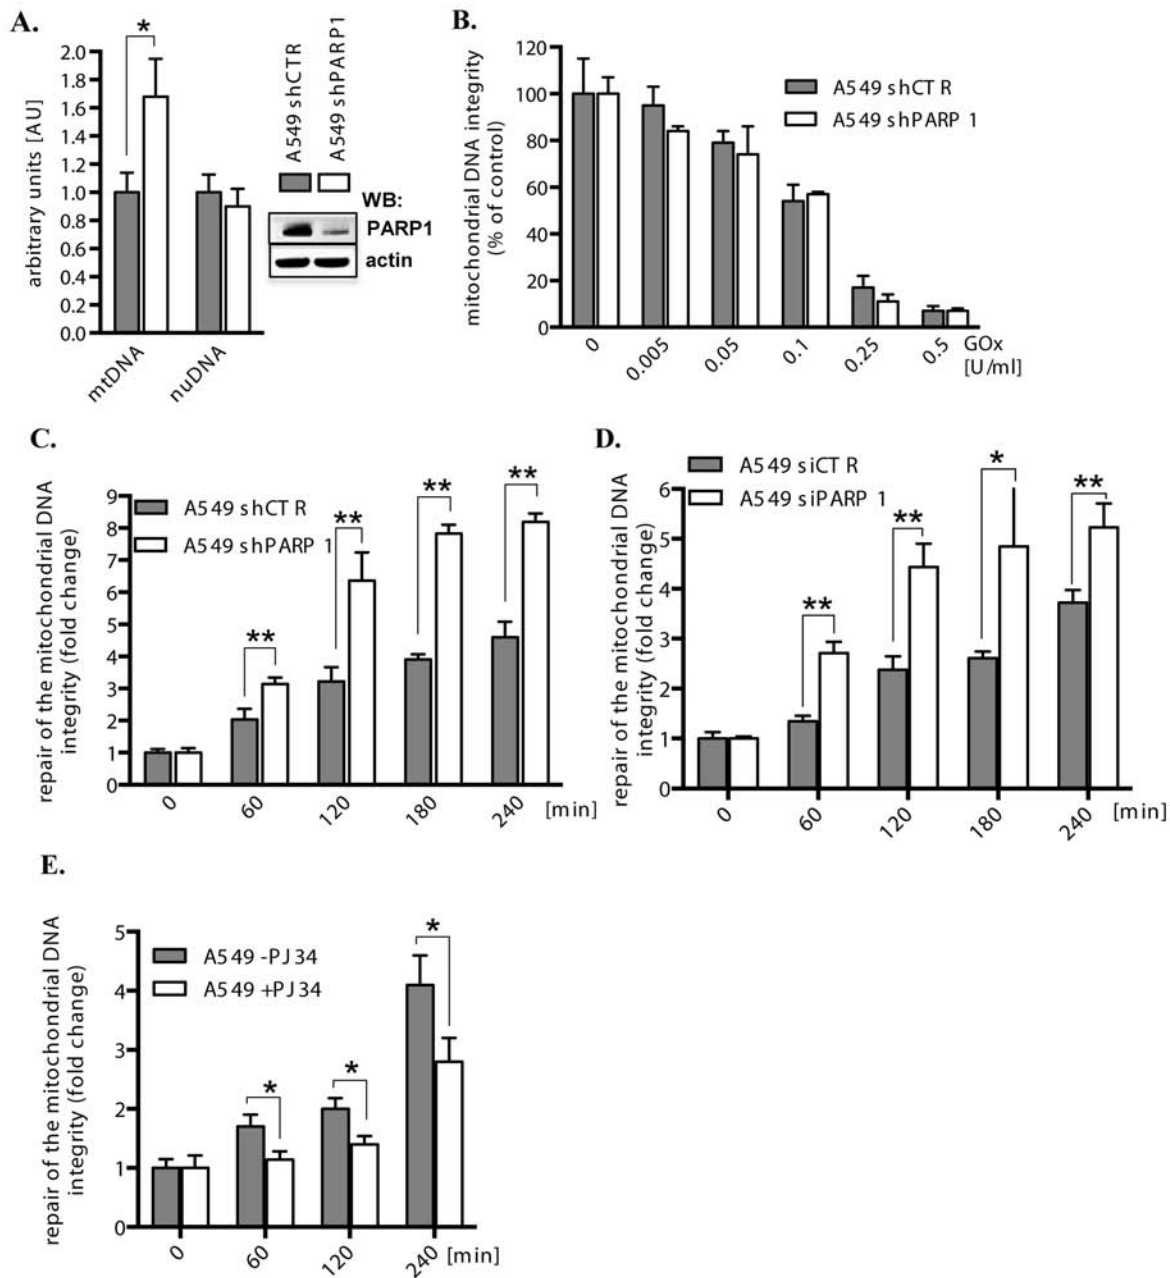 A.
*
arbitrary units [AU]
2.0
1.8
1.6
1.4
1.2
1.0
0.8
0.6
0.4
0.2
0.0
mtDNA
nuDNA
A549 shCTR
A549 shPARP1
WB:
PARP1
actin
B.
mitochondrial DNA integrity
(% of control)
120
100
80
60
40
20
0
A549 shCTR
A549 shPARP 1
0
0.005
0.05
0.1
0.25
0.5
GOx
[U/ml]
C.
repair of the mitochondrial DNA
integrity (fold change)
9
8
7
6
5
4
3
2
1
0
A549 shCTR
A549 shPARP 1
**
**
**
**
0
60
120
180
240
[min]
D.
repair of the mitochondrial DNA
integrity (fold change)
6
5
4
3
2
1
0
A549 siCTR
A549 siPARP 1
**
**
*
**
0
60
120
180
240
[min]
E.
repair of the mitochondrial DNA
integrity (fold change)
5
4
3
2
1
0
A549 -PJ34
A549 +PJ34
*
*
*
0
60
120
240
[min]